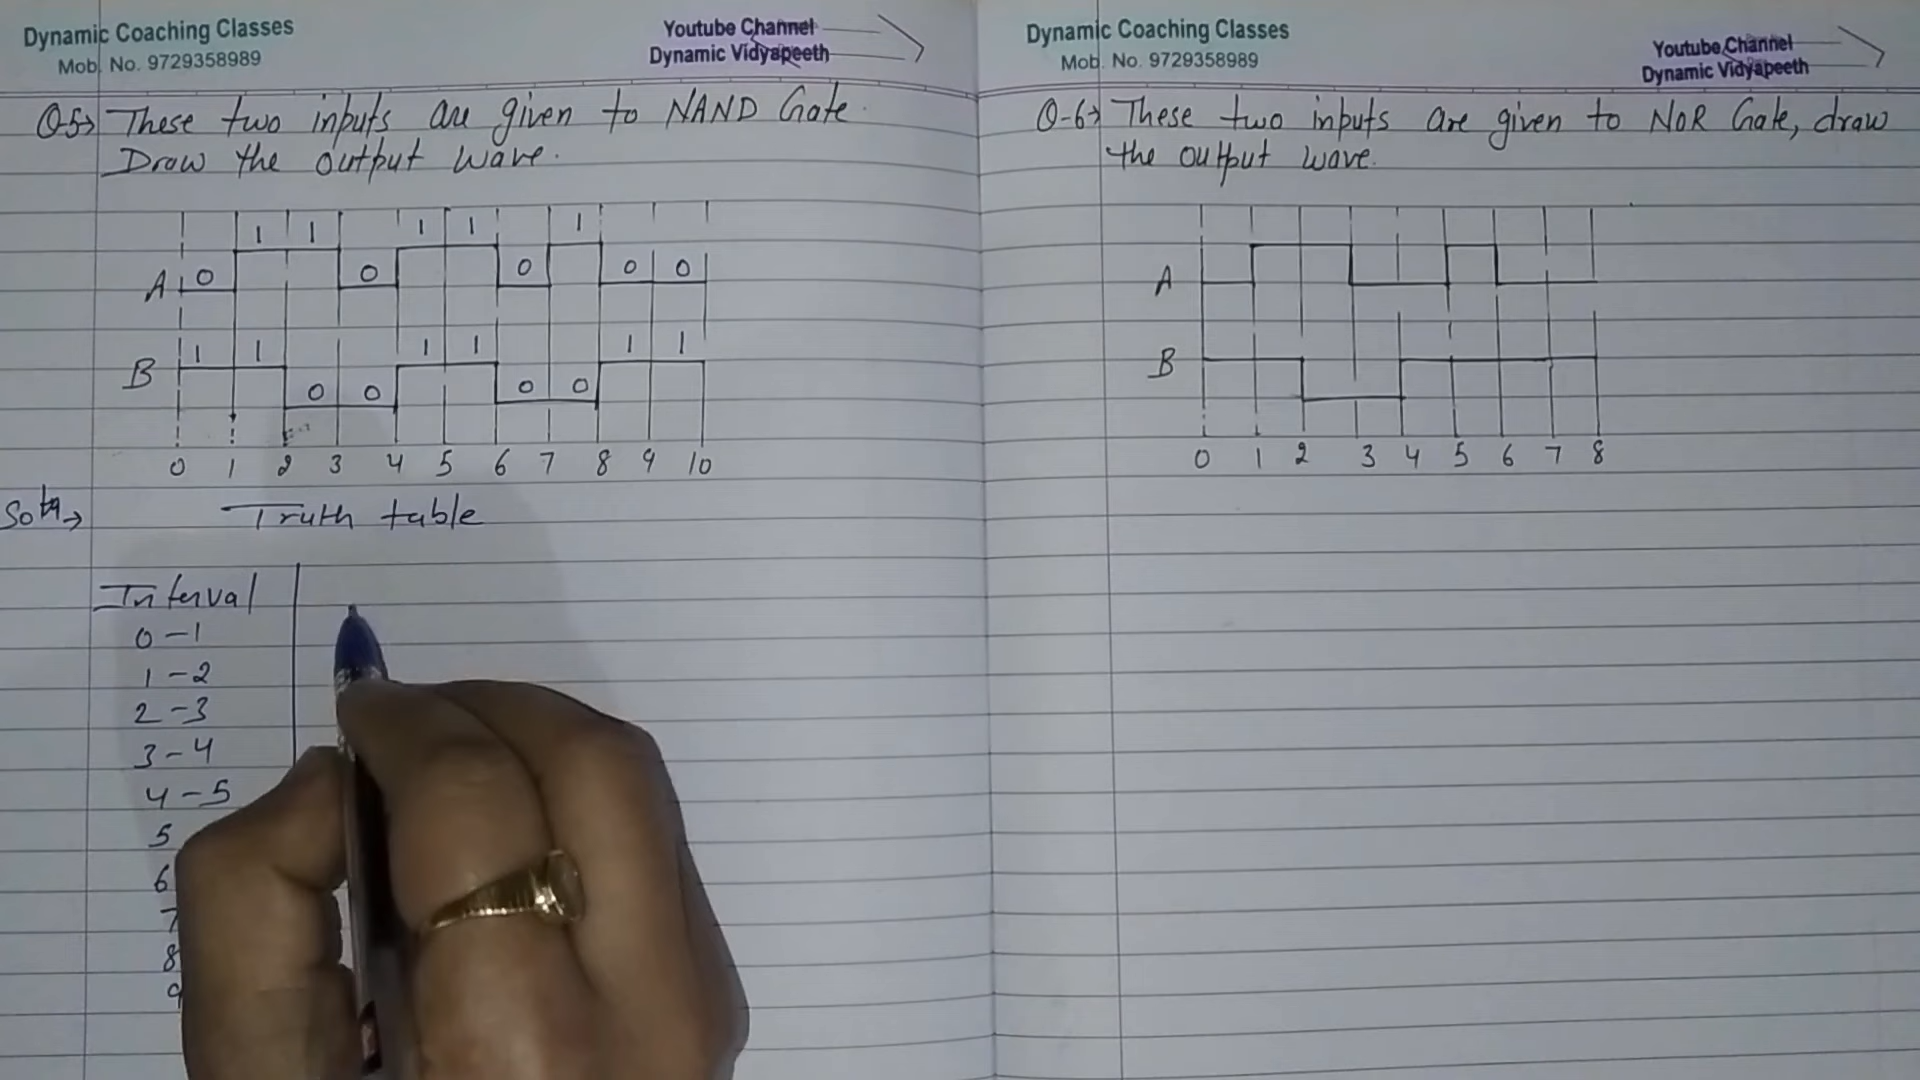 Dynamic Coaching Classes
Mob. No. 9729358989
Youtube Channel
Dynamic Vidyapeeth
Q-5→ These two inputs are given to NAND Gate.
Draw the output wave.
1 1 1 1 1
A 0 0 0 0 0
1 1 1 1 1 1
B 0 0 0 0
0 1 2 3 4 5 6 7 8 9 10
Soln→ Truth table
Interval
0-1
1-2
2-3
3-4
4-5
5
6
7
8
9
Dynamic Coaching Classes
Mob. No. 9729358989
Youtube Channel
Dynamic Vidyapeeth
Q-6→ These two inputs are given to NOR Gate, draw
the output wave.
A
B
0 1 2 3 4 5 6 7 8